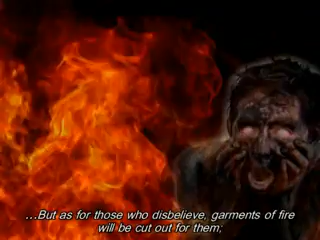 …But as for those who disbelieve, garments of fire
will be cut out for them;